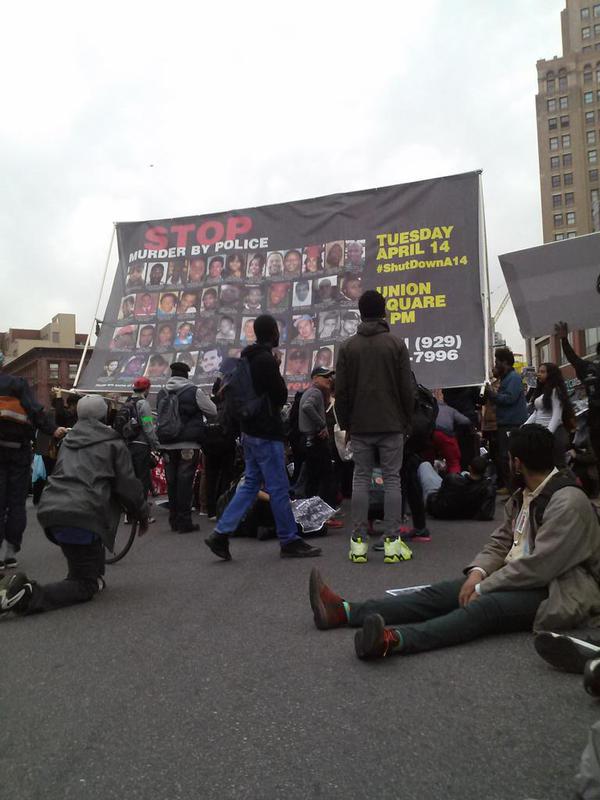 STOP
MURDER BY POLICE
TUESDAY
APRIL 14
#ShutDownA14
UNION
SQUARE
PM
(929)
-7996